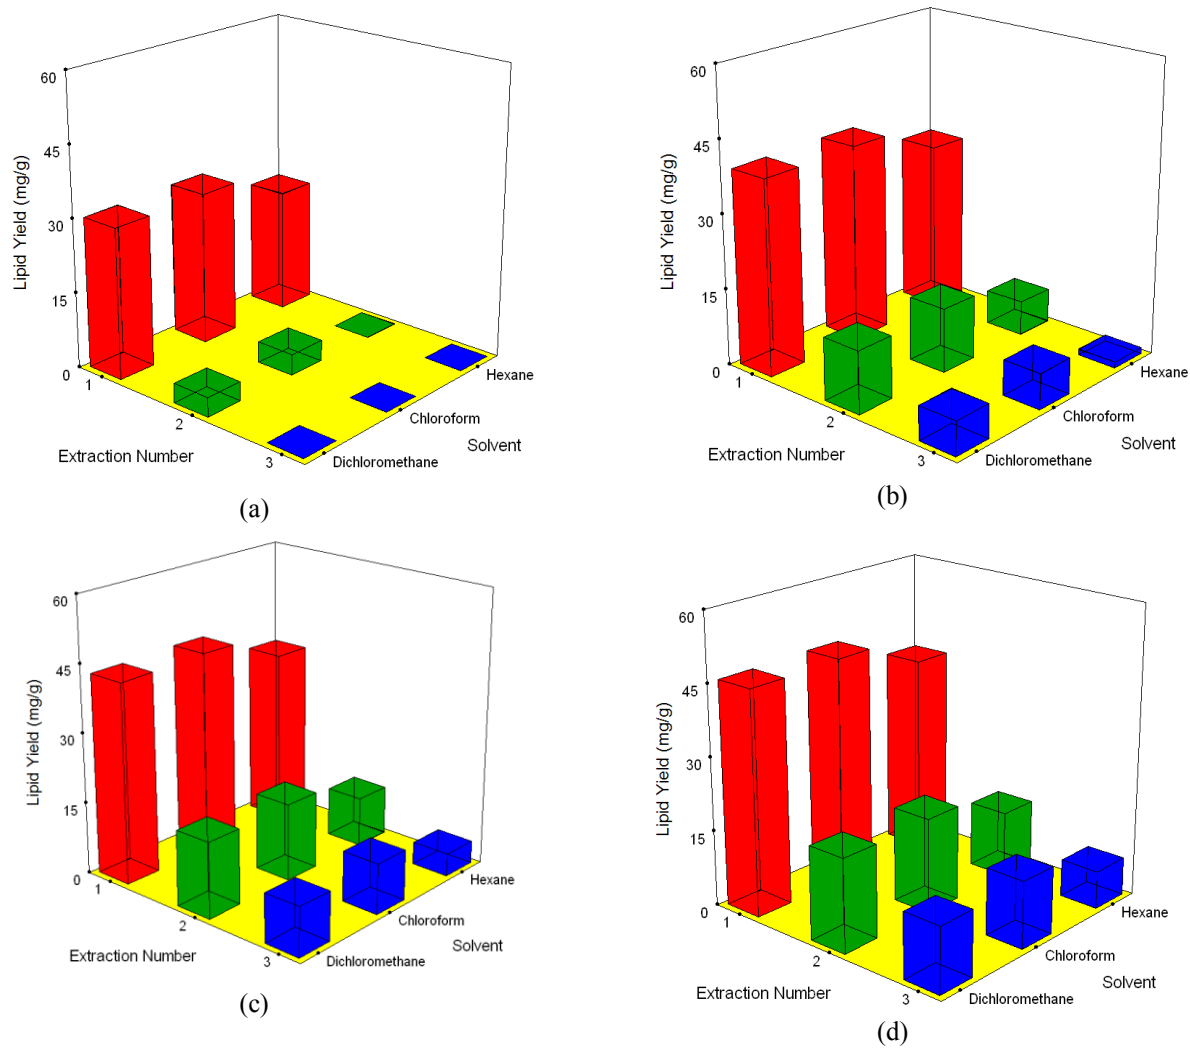 60
45
30
15
0
Lipid Yield (mg/g)
1
2
3
Extraction Number
Dichloromethane
Chloroform
Hexane
Solvent
(a)
60
45
30
15
0
Lipid Yield (mg/g)
1
2
3
Extraction Number
Dichloromethane
Chloroform
Hexane
Solvent
(b)
60
45
30
15
0
Lipid Yield (mg/g)
1
2
3
Extraction Number
Dichloromethane
Chloroform
Hexane
Solvent
(c)
60
45
30
15
0
Lipid Yield (mg/g)
1
2
3
Extraction Number
Dichloromethane
Chloroform
Hexane
Solvent
(d)